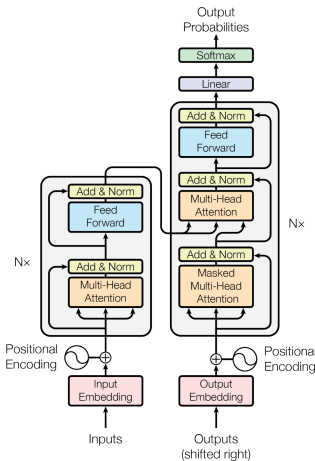 Output
Probabilities
Softmax
Linear
Add & Norm
Feed
Forward
Add & Norm
Multi-Head
Attention
Nx
Add & Norm
Masked
Multi-Head
Attention
Positional
Encoding
Output
Embedding
Outputs
(shifted right)
Add & Norm
Feed
Forward
N×
Add & Norm
Multi-Head
Attention
Positional
Encoding
Input
Embedding
Inputs